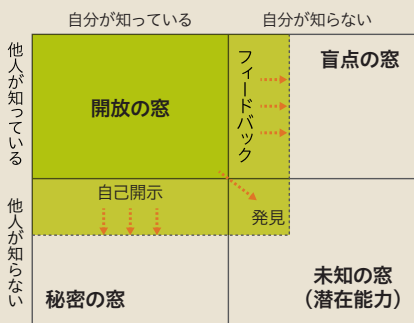 自分が知っている
自分が知らない
他人が知っている
開放の窓
フィードバック
盲点の窓
他人が知らない
自己開示
発見
秘密の窓
未知の窓
（潜在能力）